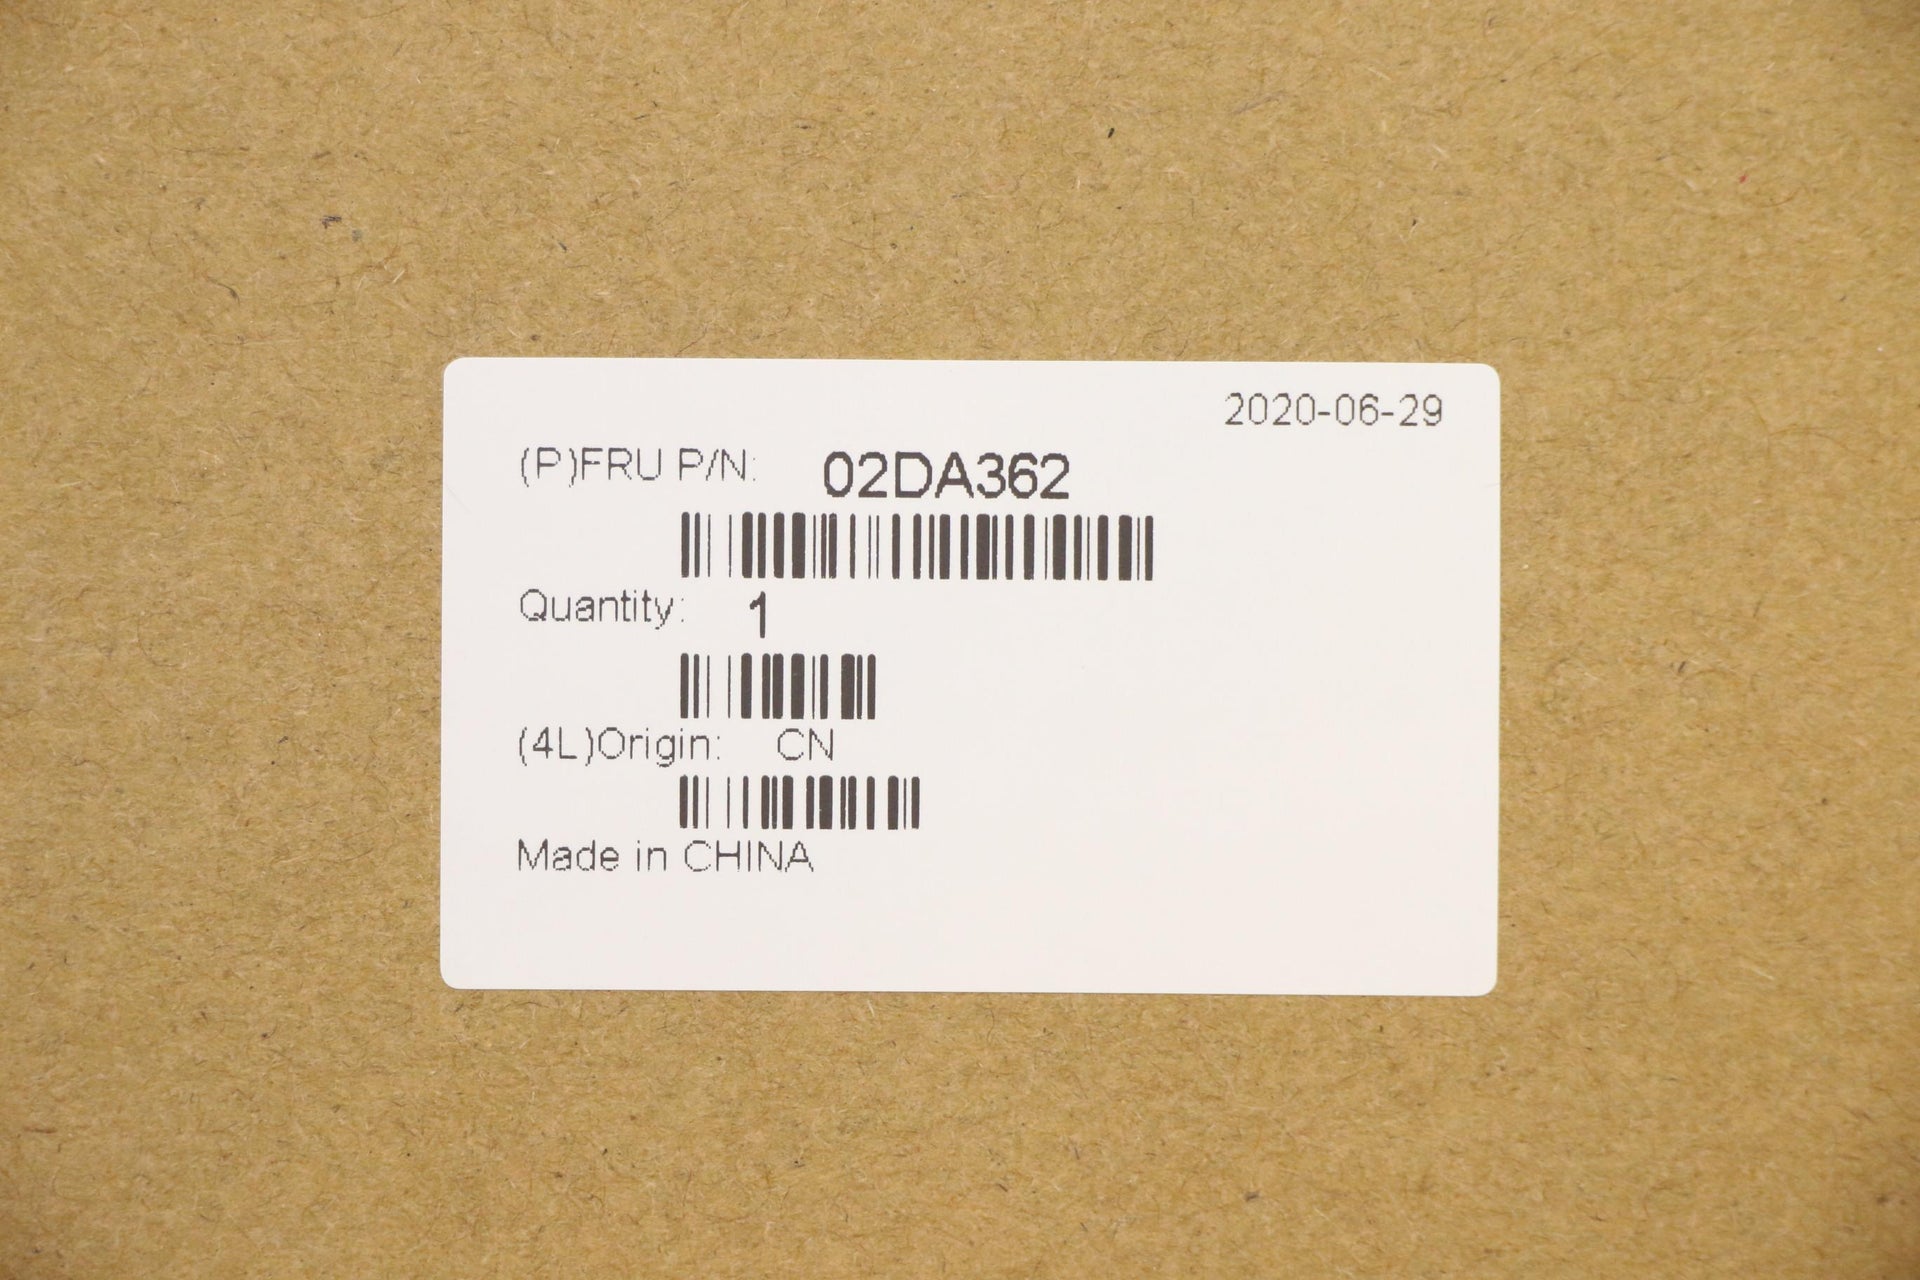 2020-06-29
(P)FRU P/N: 02DA362
Quantity: 1
(4L)Origin: CN
Made in CHINA